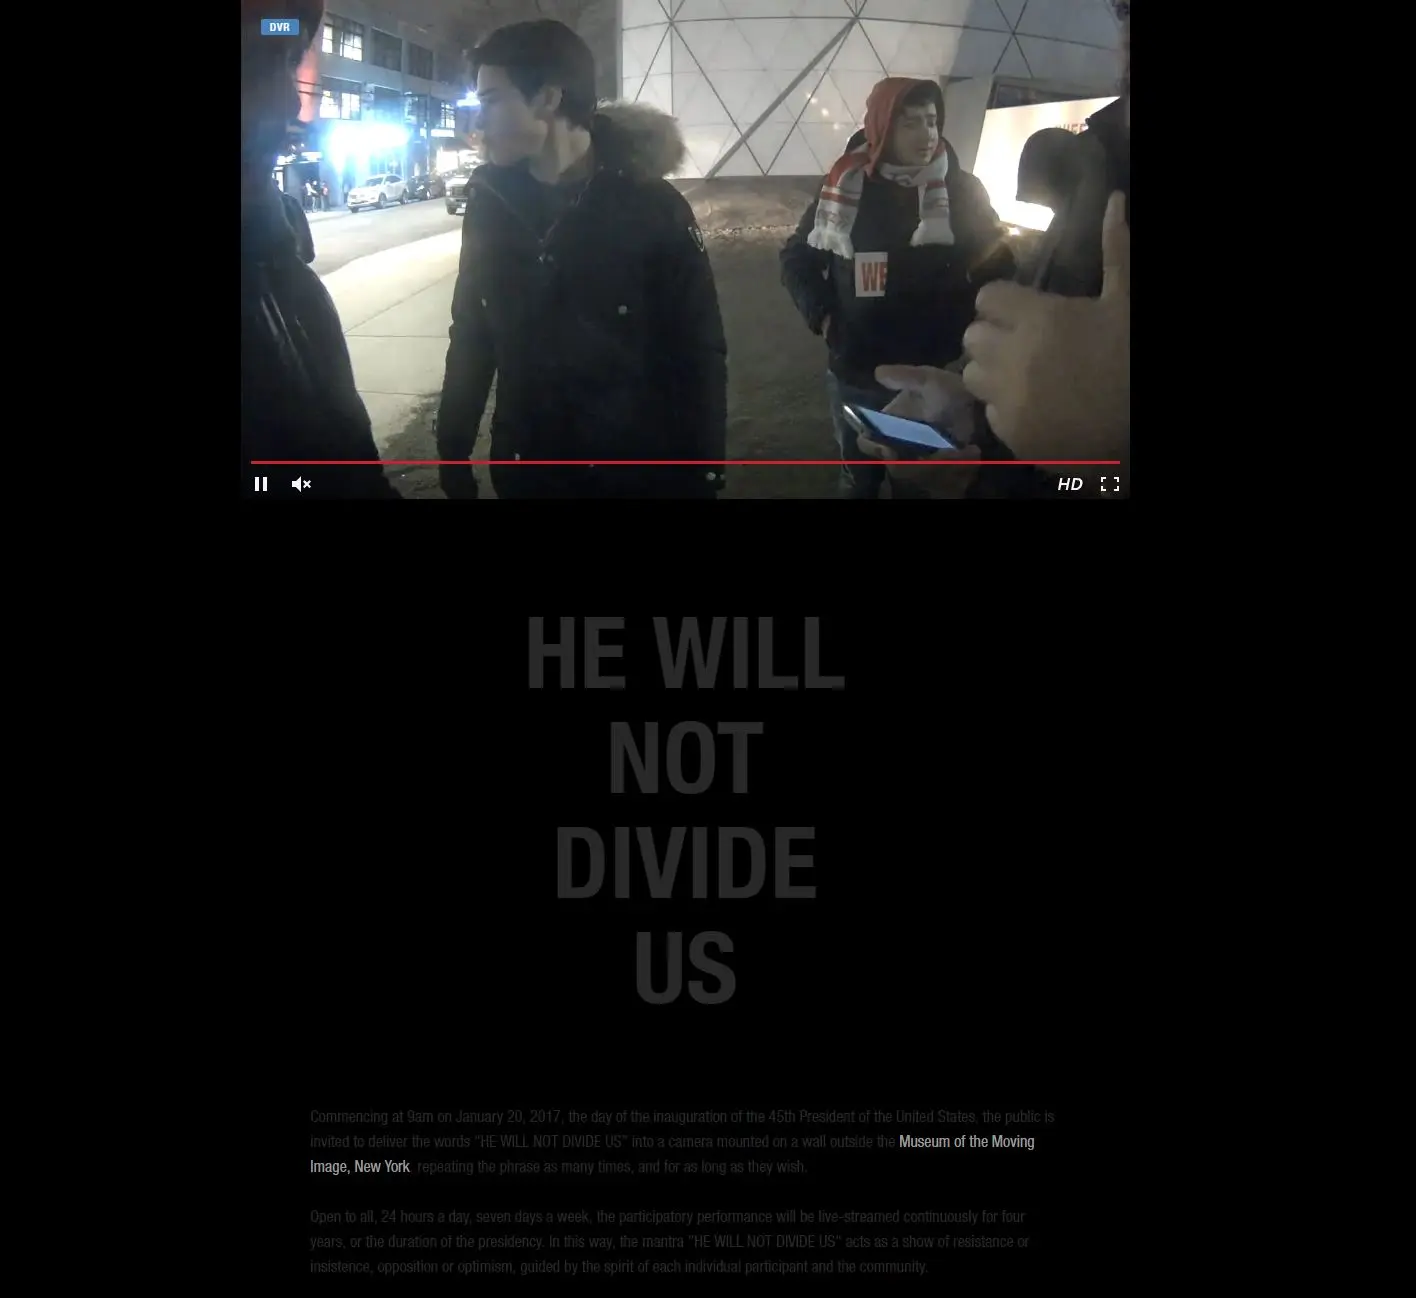 DVR
WE
HD
HE WILL
NOT
DIVIDE
US
Commencing at 9am on January 20, 2017, the day of the inauguration of the 45th President of the United States, the public is
invited to deliver the words "HE WILL NOT DIVIDE US" into a camera mounted on a wall outside the Museum of the Moving
Image, New York, repeating the phrase as many times, and for as long as they wish.
Open to all, 24 hours a day, seven days a week, the participatory performance will be live-streamed continuously for four
years, or the duration of the presidency. In this way, the mantra "HE WILL NOT DIVIDE US" acts as a show of resistance or
insistence, opposition or optimism, guided by the spirit of each individual participant and the community.